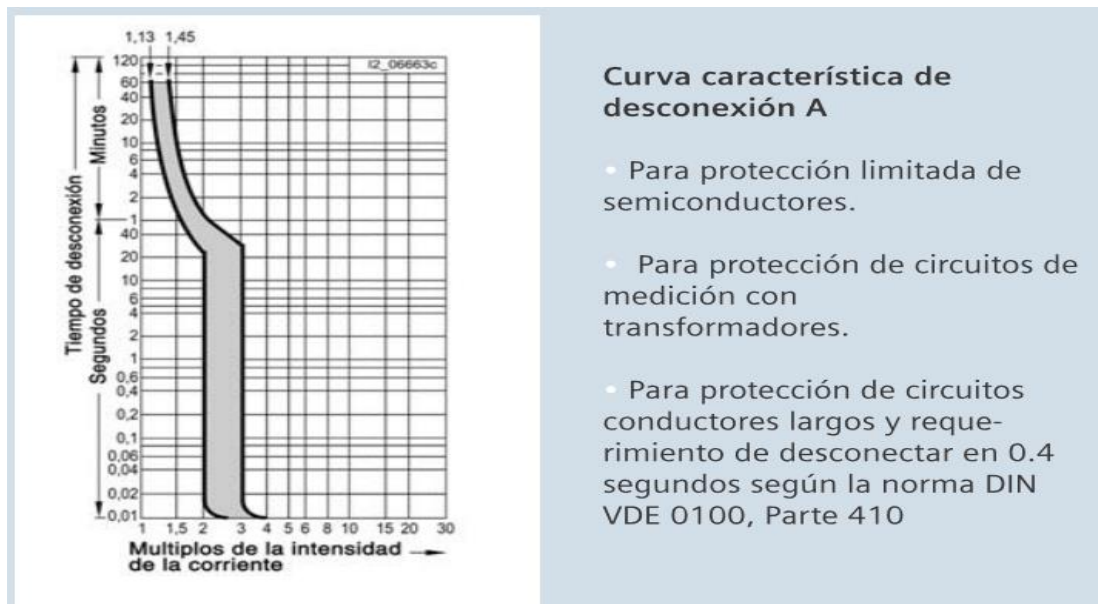 1,13 1,45
I2_06663c
Tiempo de desconexión
Minutos
Segundos
120
60
40
20
10
6
4
2
1
40
20
10
6
4
2
1
0,6
0,4
0,2
0,1
0,06
0,04
0,02
0,01
1 1,5 2 3 4 5 6 8 10 15 20 30
Multiplos de la intensidad
de la corriente
Curva característica de
desconexión A
• Para protección limitada de
semiconductores.
• Para protección de circuitos de
medición con
transformadores.
• Para protección de circuitos
conductores largos y reque-
rimiento de desconectar en 0.4
segundos según la norma DIN
VDE 0100, Parte 410